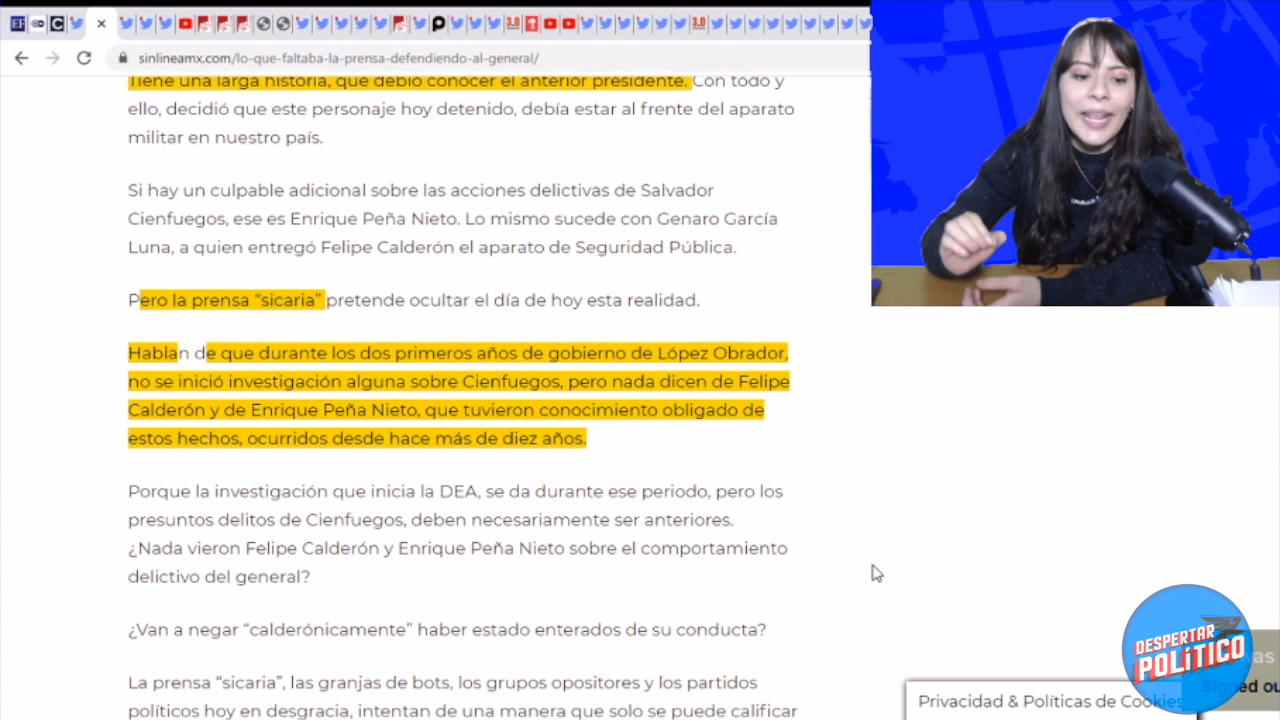 EF
3.0
3.0
sinlineamx.com/lo-que-faltaba-la-prensa-defendiendo-al-general/
Tiene una larga historia, que debió conocer el anterior presidente. Con todo y
ello, decidió que este personaje hoy detenido, debía estar al frente del aparato
militar en nuestro país.
Si hay un culpable adicional sobre las acciones delictivas de Salvador
Cienfuegos, ese es Enrique Peña Nieto. Lo mismo sucede con Genaro García
Luna, a quien entregó Felipe Calderón el aparato de Seguridad Pública.
Pero la prensa “sicaria” pretende ocultar el día de hoy esta realidad.
Hablan de que durante los dos primeros años de gobierno de López Obrador,
no se inició investigación alguna sobre Cienfuegos, pero nada dicen de Felipe
Calderón y de Enrique Peña Nieto, que tuvieron conocimiento obligado de
estos hechos, ocurridos desde hace más de diez años.
Porque la investigación que inicia la DEA, se da durante ese periodo, pero los
presuntos delitos de Cienfuegos, deben necesariamente ser anteriores.
¿Nada vieron Felipe Calderón y Enrique Peña Nieto sobre el comportamiento
delictivo del general?
¿Van a negar “calderónicamente” haber estado enterados de su conducta?
La prensa “sicaria”, las granjas de bots, los grupos opositores y los partidos
políticos hoy en desgracia, intentan de una manera que solo se puede calificar
DESPERTAR
POLÍTICO
Signed ou
Privacidad & Políticas de Cookies